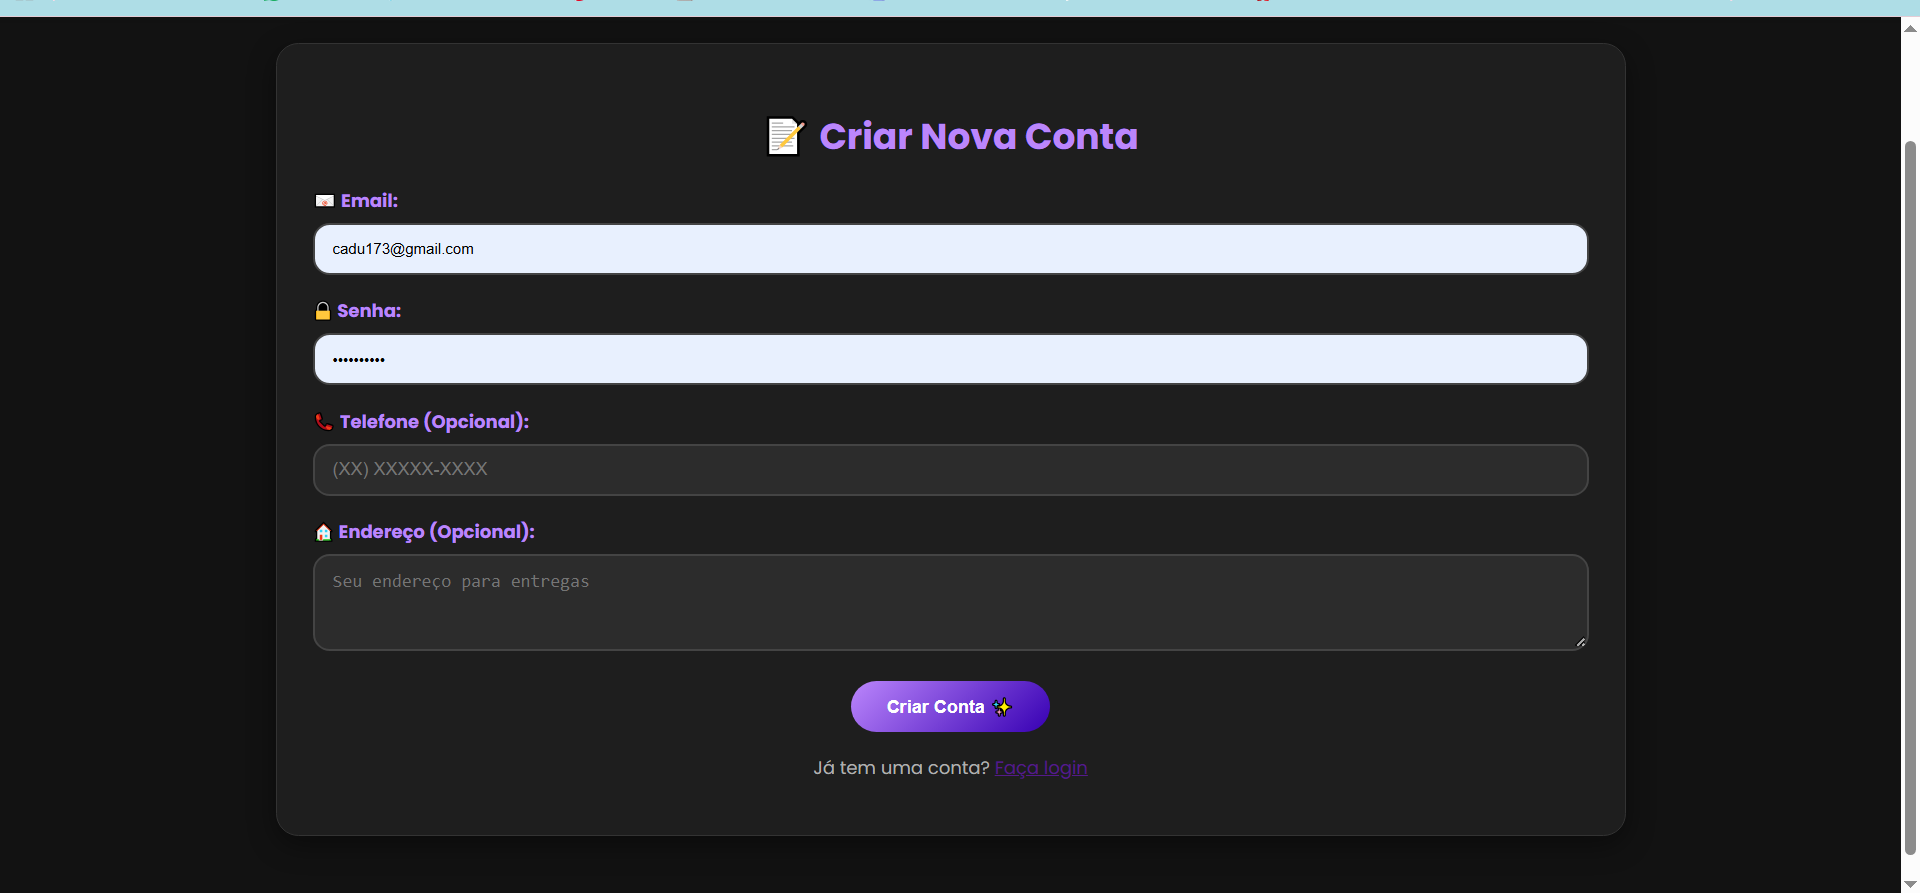 📝 Criar Nova Conta
📧 Email:
cadu173@gmail.com
🔒 Senha:
••••••••••
📞 Telefone (Opcional):
(XX) XXXXX-XXXX
🏠 Endereço (Opcional):
Seu endereço para entregas
Criar Conta ✨
Já tem uma conta? Faça login